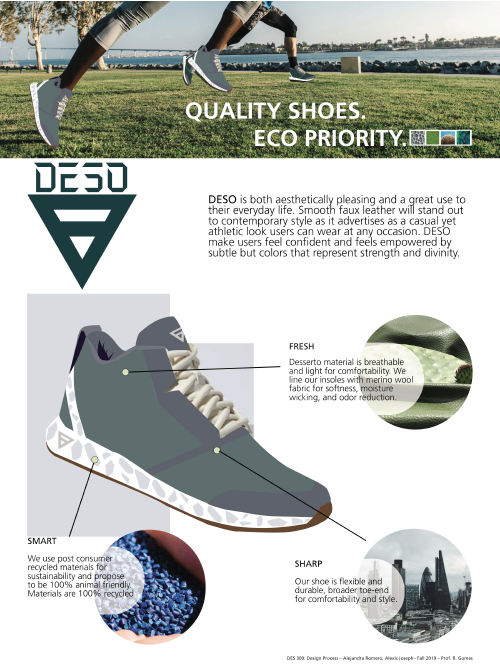 QUALITY SHOES.
ECO PRIORITY.
DESO
DESO is both aesthetically pleasing and a great use to
their everyday life. Smooth faux leather will stand out
to contemporary style as it advertises as a casual yet
athletic look users can wear at any occasion. DESO
make users feel confident and feels empowered by
subtle but colors that represent strength and divinity.
FRESH
Desserto material is breathable
and light for comfortability. We
line our insoles with merino wool
fabric for softness, moisture
wicking, and odor reduction.
SMART
We use post consumer
recycled materials for
sustainability and propose
to be 100% animal friendly.
Materials are 100% recycled
SHARP
Our shoe is flexible and
durable, broader toe-end
for comfortability and style.
DES 309: Design Process – Alejandra Romero, Alexis Joseph– Fall 2019 – Prof. R. Gomes